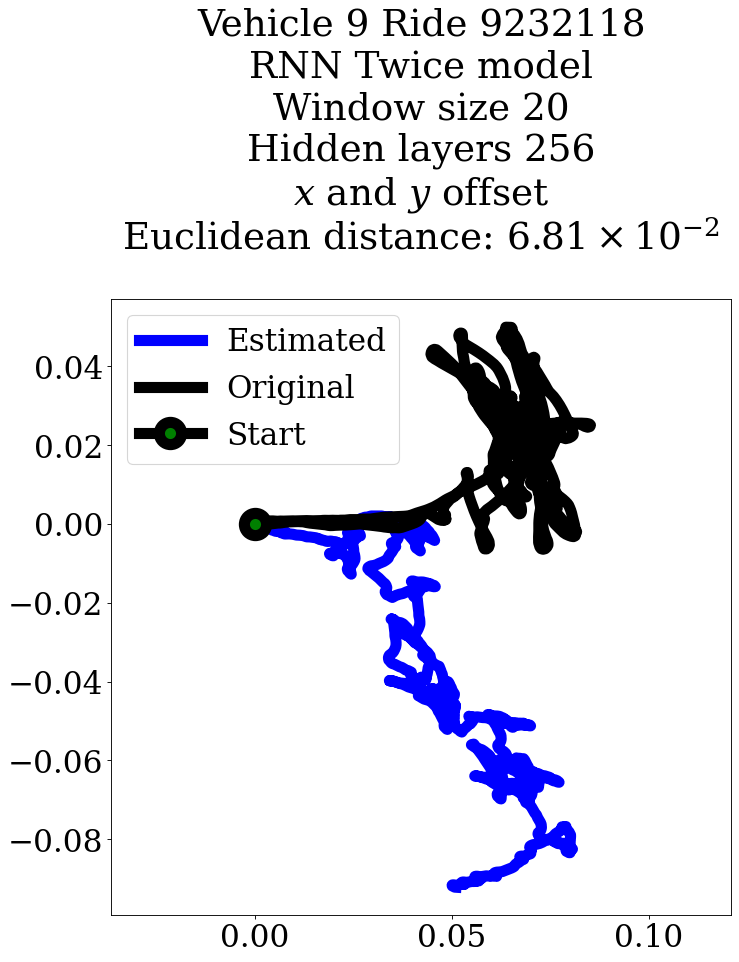 Vehicle 9 Ride 9232118
RNN Twice model
Window size 20
Hidden layers 256
x and y offset
Euclidean distance: 6.81 × 10⁻²
Estimated
Original
Start
0.04
0.02
0.00
−0.02
−0.04
−0.06
−0.08
0.00 0.05 0.10